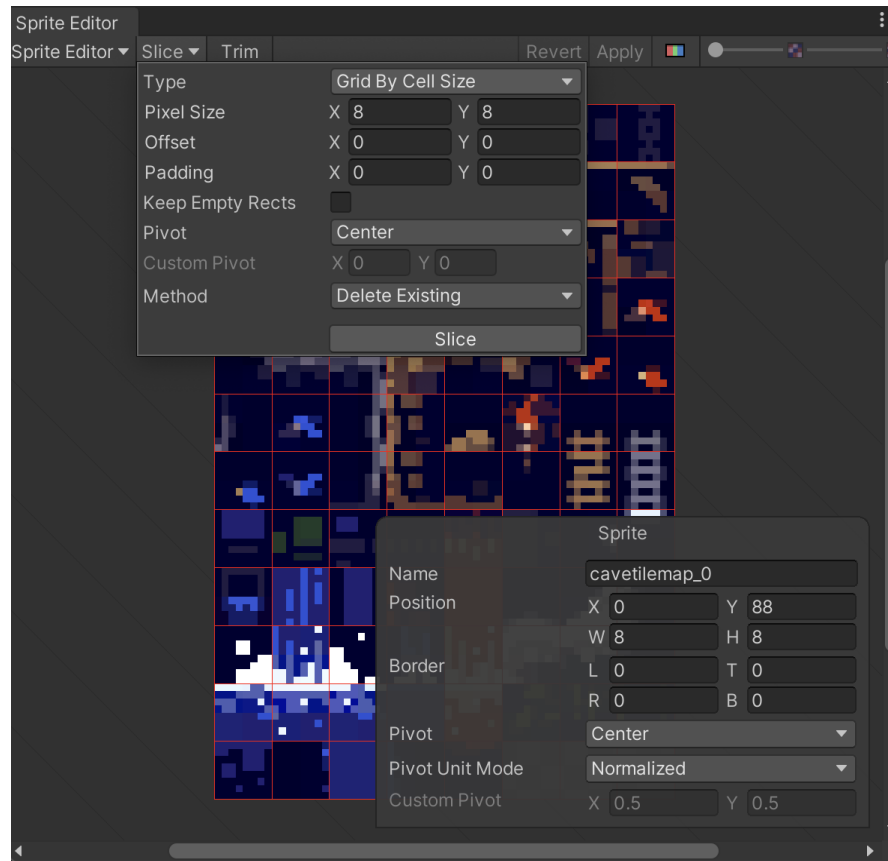 Sprite Editor
Sprite Editor Slice Trim Revert Apply
Type Grid By Cell Size
Pixel Size X 8 Y 8
Offset X 0 Y 0
Padding X 0 Y 0
Keep Empty Rects
Pivot Center
Custom Pivot X 0 Y 0
Method Delete Existing
Slice
Sprite
Name cavetilemap_0
Position X 0 Y 88
W 8 H 8
Border L 0 T 0
R 0 B 0
Pivot Center
Pivot Unit Mode Normalized
Custom Pivot X 0.5 Y 0.5